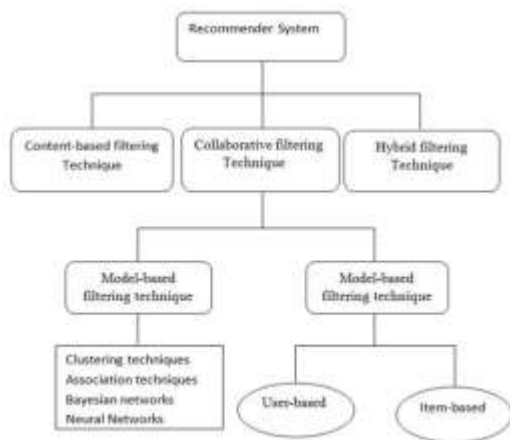 Recommender System
Content-based filtering
Technique
Collaborative filtering
Technique
Hybrid filtering
Technique
Model-based
filtering technique
Model-based
filtering technique
Clustering techniques
Association techniques
Bayesian networks
Neural Networks
User-based
Item-based